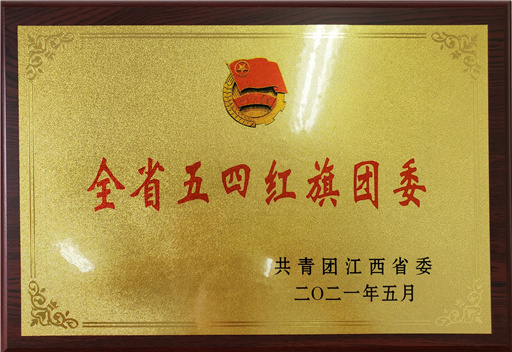 全省五四红旗团委
共青团江西省委
二〇二一年五月